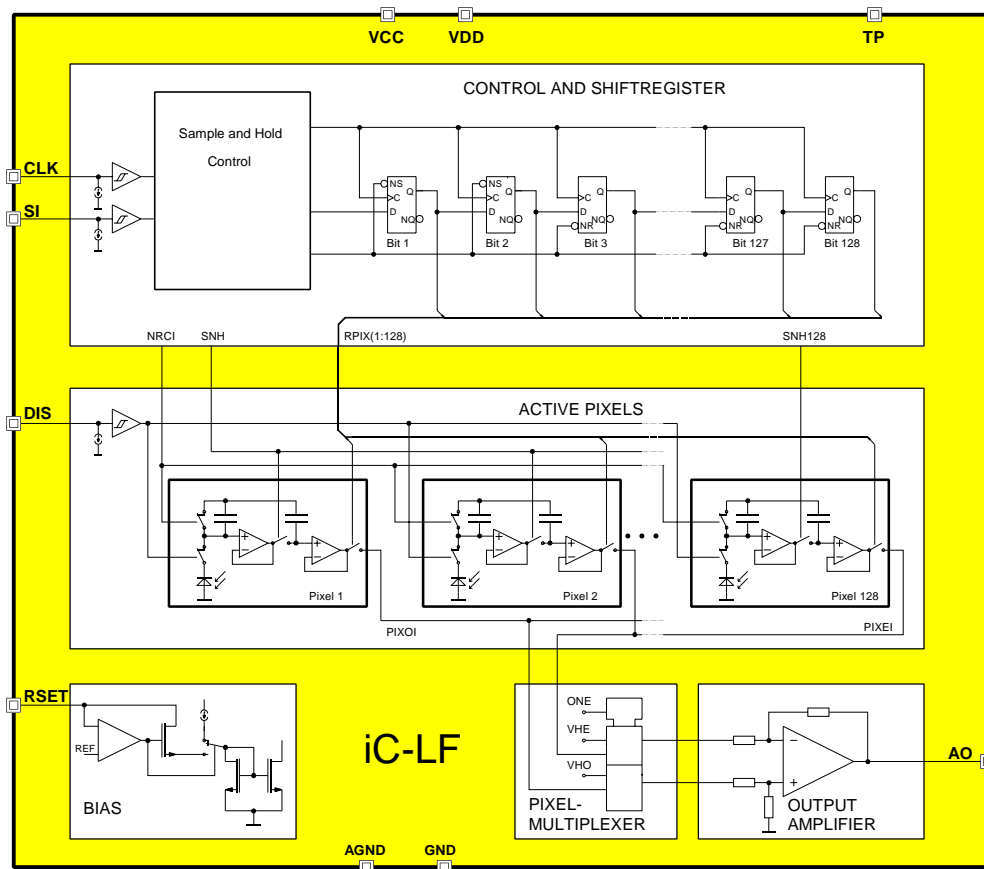 VCC VDD TP
CONTROL AND SHIFTREGISTER
Sample and Hold
Control
CLK
SI
NS Q C D NQ
NS Q C D NQ
Q C D NQ NR
Q C D NQ NR
Q C D NQ NR
Bit 1 Bit 2 Bit 3 Bit 127 Bit 128
NRCI SNH RPIX(1:128) SNH128
DIS
ACTIVE PIXELS
+ − + −
+ − + −
+ − + −
Pixel 1 Pixel 2 Pixel 128
PIXOI PIXEI
RSET
REF
BIAS
iC-LF
ONE
VHE
VHO
PIXEL-
MULTIPLEXER
−
+
AO
OUTPUT
AMPLIFIER
AGND GND